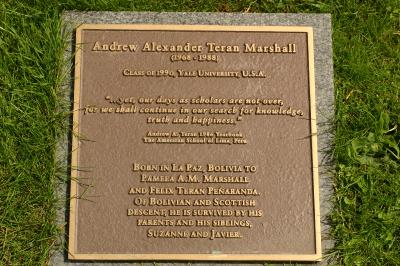 Andrew Alexander Teran Marshall
(1968 - 1988)
Class of 1990, Yale University, U.S.A.
"...yet, our days as scholars are not over,
for we shall continue in our search for knowledge,
truth and happiness."
Andrew A. Teran, 1986 Yearbook
The American School of Lima, Peru
Born in La Paz, Bolivia to
Pamela A.M. Marshall
and Felix Teran Peñaranda.
Of Bolivian and Scottish
descent, he is survived by his
parents and his siblings,
Suzanne and Javier.